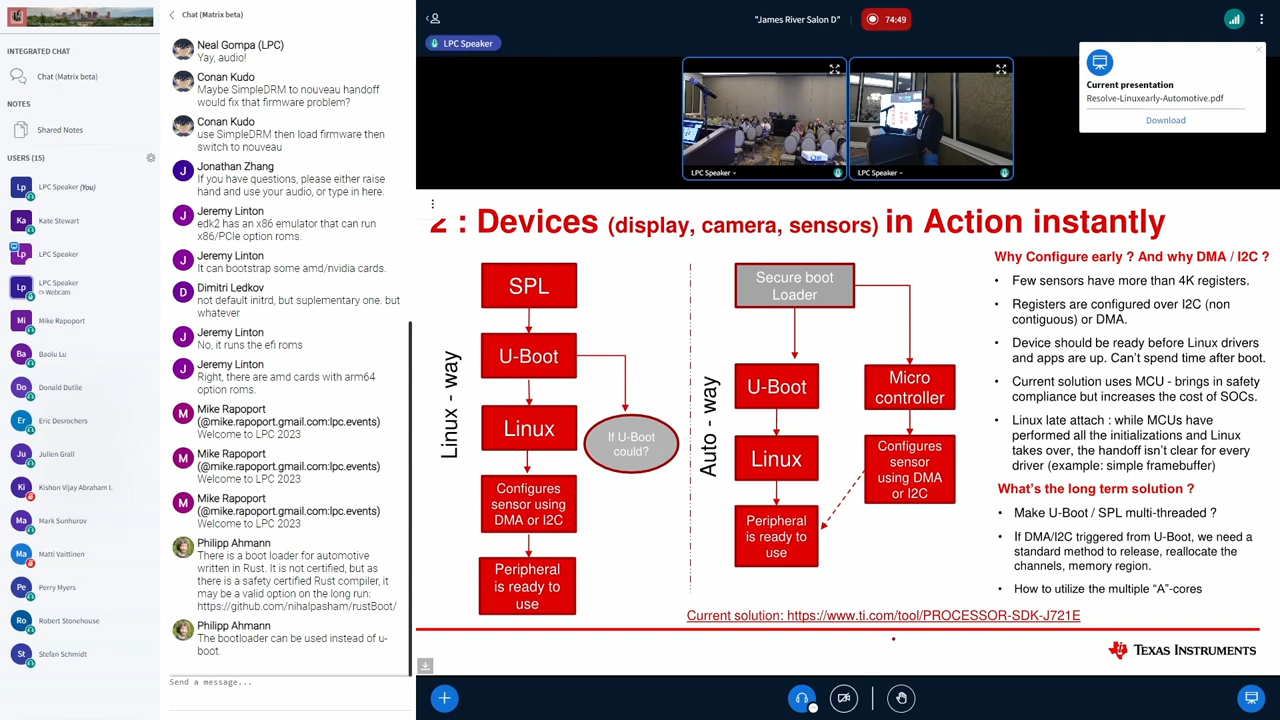 INTEGRATED CHAT
Chat (Matrix beta)
NOTES
Shared Notes
USERS (15)
Lp
LPC Speaker (You)
Ka
Kate Stewart
Lp
LPC Speaker
Lp
LPC Speaker
Webcam
Mi
Mike Rapoport
Ba
Baolu Lu
Do
Donald Dutile
Er
Eric Desrochers
Ju
Julien Grall
Ki
Kishon Vijay Abraham I.
Ma
Mark Sunhurov
Ma
Matti Vaittinen
Pe
Perry Myers
Ro
Robert Stonehouse
St
Stefan Schmidt
Chat (Matrix beta)
Neal Gompa (LPC)
Yay, audio!
Conan Kudo
Maybe SimpleDRM to nouveau handoff
would fix that firmware problem?
Conan Kudo
use SimpleDRM then load firmware then
switch to nouveau
J
Jonathan Zhang
If you have questions, please either raise
hand and use your audio, or type in here.
J
Jeremy Linton
edk2 has an x86 emulator that can run
x86/PCIe option roms.
J
Jeremy Linton
It can bootstrap some amd/nvidia cards.
D
Dimitri Ledkov
not default initrd, but suplementary one. but
whatever
J
Jeremy Linton
No, it runs the efi roms
J
Jeremy Linton
Right, there are amd cards with arm64
option roms.
M
Mike Rapoport
(@mike.rapoport.gmail.com:lpc.events)
Welcome to LPC 2023
M
Mike Rapoport
(@mike.rapoport.gmail.com:lpc.events)
Welcome to LPC 2023
M
Mike Rapoport
(@mike.rapoport.gmail.com:lpc.events)
Welcome to LPC 2023
Philipp Ahmann
There is a boot loader for automotive
written in Rust. It is not certified, but as
there is a safety certified Rust compiler, it
may be a valid option on the long run:
https://github.com/nihalpasham/rustBoot/
Philipp Ahmann
The bootloader can be used instead of u-
boot.
Send a message...
"James River Salon D"
74:49
LPC Speaker
LPC Speaker
LPC Speaker
Current presentation
Resolve-Linuxearly-Automotive.pdf
Download
2 : Devices (display, camera, sensors) in Action instantly
Linux - way
SPL
U-Boot
Linux
If U-Boot
could?
Configures
sensor using
DMA or I2C
Peripheral
is ready to
use
Auto - way
Secure boot
Loader
U-Boot
Micro
controller
Linux
Configures
sensor
using DMA
or I2C
Peripheral
is ready to
use
Why Configure early ? And why DMA / I2C ?
• Few sensors have more than 4K registers.
• Registers are configured over I2C (non
contiguous) or DMA.
• Device should be ready before Linux drivers
and apps are up. Can't spend time after boot.
• Current solution uses MCU - brings in safety
compliance but increases the cost of SOCs.
• Linux late attach : while MCUs have
performed all the initializations and Linux
takes over, the handoff isn't clear for every
driver (example: simple framebuffer)
What's the long term solution ?
• Make U-Boot / SPL multi-threaded ?
• If DMA/I2C triggered from U-Boot, we need a
standard method to release, reallocate the
channels, memory region.
• How to utilize the multiple “A”-cores
Current solution: https://www.ti.com/tool/PROCESSOR-SDK-J721E
TEXAS INSTRUMENTS